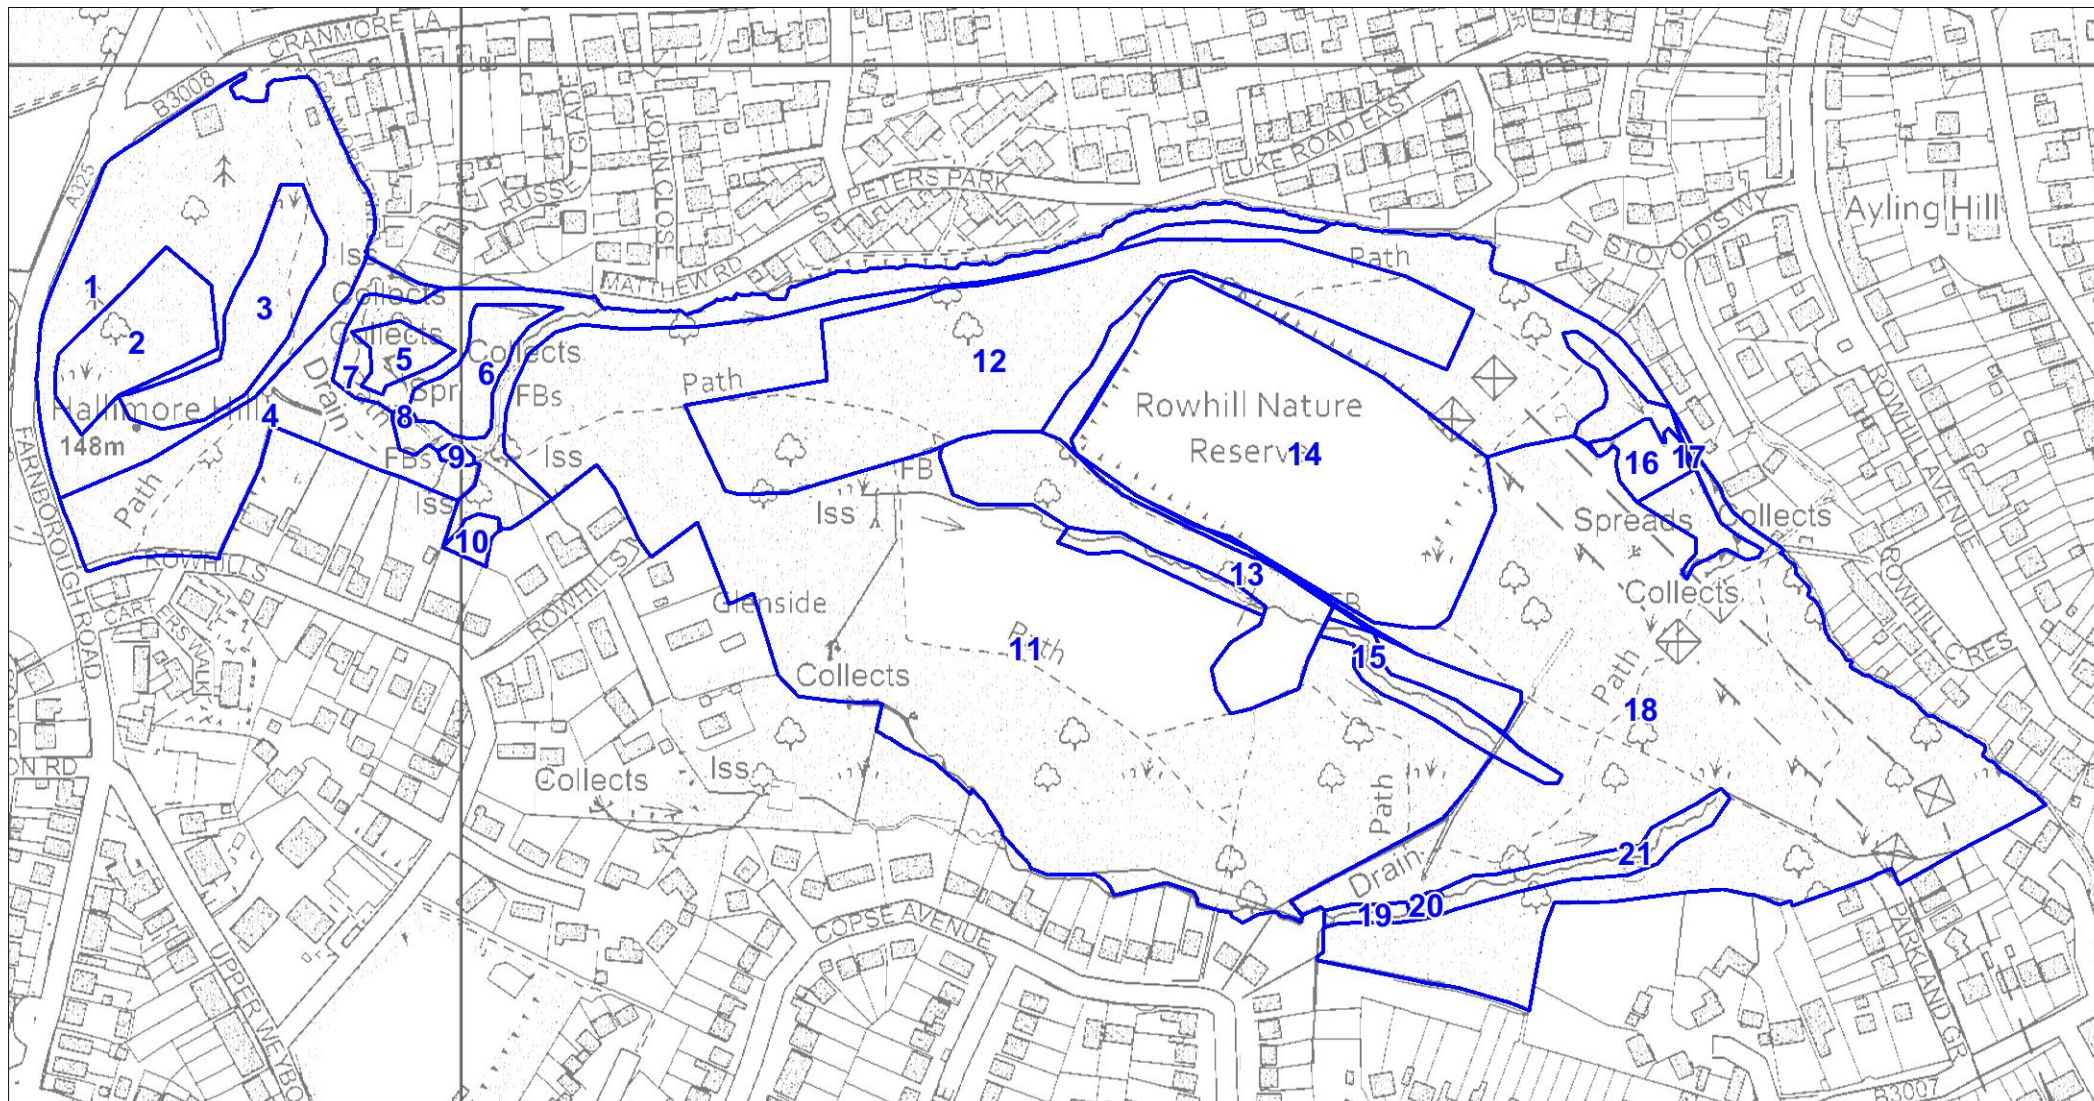 CRANMORE LA
B3008
A325
RUSSE
GLADE
JOHN
CLOSE
LUKE ROAD EAST
PETERS PARK
MATTHEW RD
ST
OLDS WY
Ayling Hill
Path
Iss
Collects
Collects
Collects
1
2
3
Drain
5
6
7
Spr
8
FBs
Path
12
Rowhill Nature
Reserve
14
ROWHILL AVENUE
Hallimore Hill
148m
4
FBs
9
Iss
FB
16
17
Path
Iss
10
Iss
Spreads
Collects
FARNBOROUGH ROAD
ROWHILLS
CARTERS WALK
ROWHILLS
Glenside
13
FB
Collects
ROWHILL CRES
11
Path
15
Path
18
Collects
Collects
Iss
Path
N RD
Drain
21
19
20
COPSE AVENUE
UPPER WEYBO
PARKLAND GR
B3007